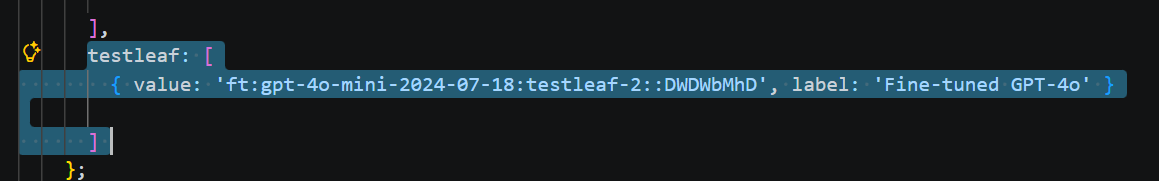 ],
testleaf: [
{ value: 'ft:gpt-4o-mini-2024-07-18:testleaf-2::DWDWbMhD', label: 'Fine-tuned GPT-4o' }
]
};